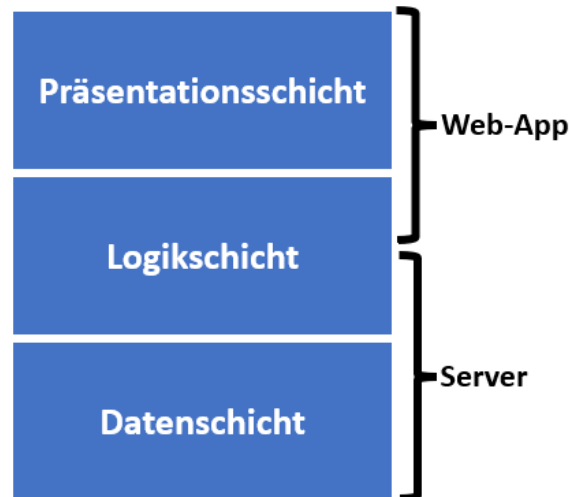 Präsentationsschicht
Web-App
Logikschicht
Server
Datenschicht